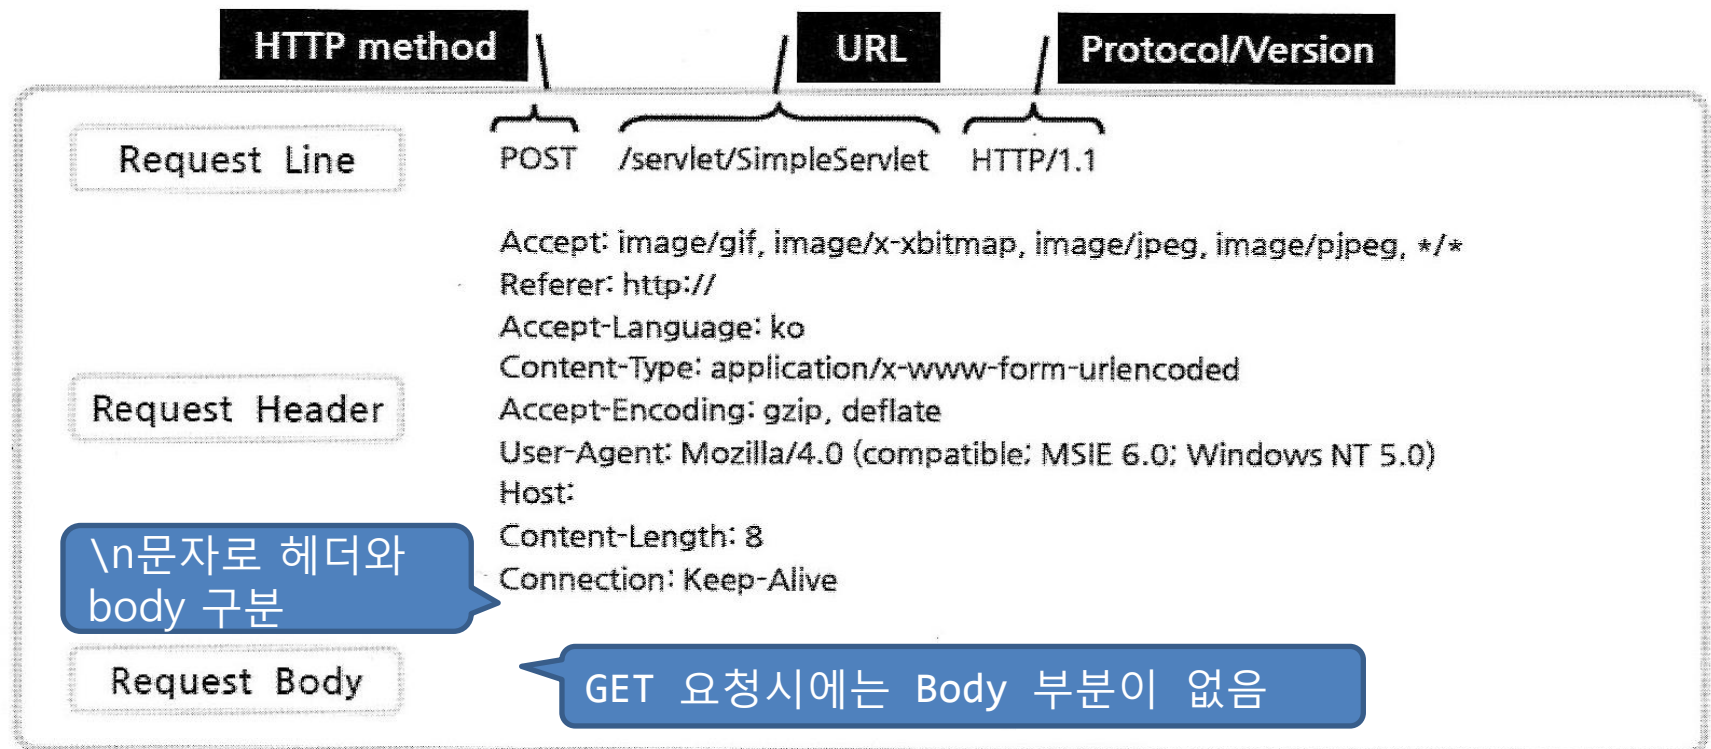 HTTP method
URL
Protocol/Version
Request Line
POST /servlet/SimpleServlet HTTP/1.1
Accept: image/gif, image/x-xbitmap, image/jpeg, image/pjpeg, */*
Referer: http://
Accept-Language: ko
Content-Type: application/x-www-form-urlencoded
Request Header
Accept-Encoding: gzip, deflate
User-Agent: Mozilla/4.0 (compatible; MSIE 6.0; Windows NT 5.0)
Host:
Content-Length: 8
Connection: Keep-Alive
\n문자로 헤더와
body 구분
Request Body
GET 요청시에는 Body 부분이 없음